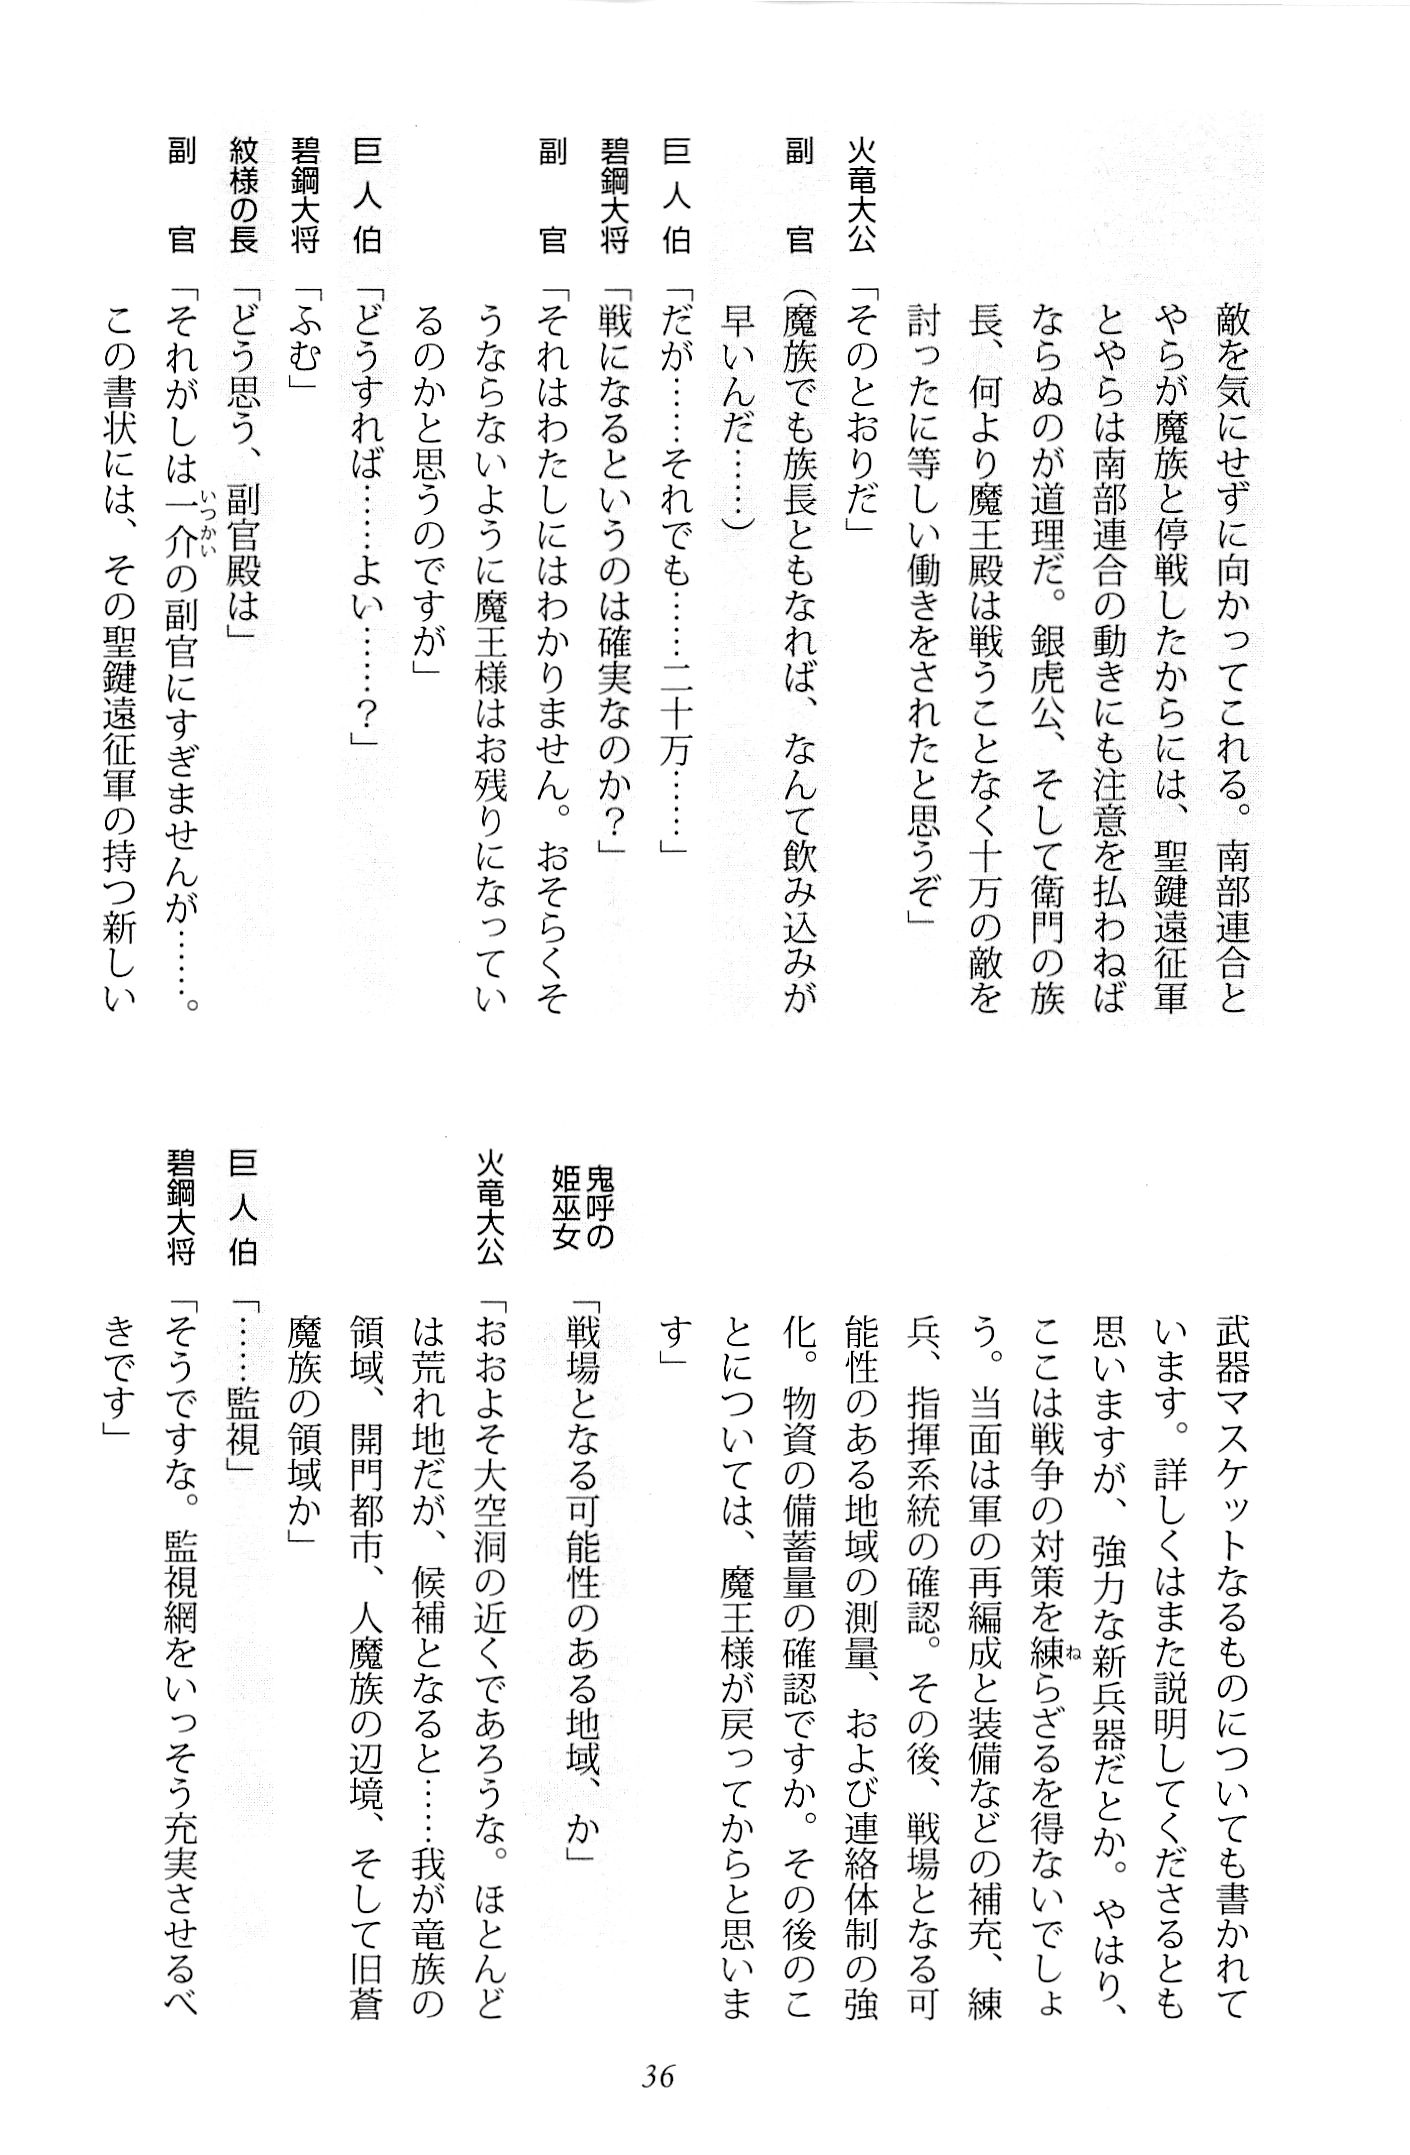 敵を気にせずに向かってこれる。南部連合と
やらが魔族と停戦したからには、聖鍵遠征軍
とやらは南部連合の動きにも注意を払わねば
ならぬのが道理だ。銀虎公、そして衛門の族
長、何より魔王殿は戦うことなく十万の敵を
討ったに等しい働きをされたと思うぞ」
火竜大公「そのとおりだ」
副官（魔族でも族長ともなれば、なんて飲み込みが
早いんだ……）
巨人伯「だが……それでも……二十万……」
碧鋼大将「戦になるというのは確実なのか？」
副官「それはわたしにはわかりません。おそらくそ
うならないように魔王様はお残りになってい
るのかと思うのですが」
巨人伯「どうすれば……よい……？」
碧鋼大将「ふむ」
紋様の長「どう思う、副官殿は」
副官「それがしは一介いつかいの副官にすぎませんが……。
この書状には、その聖鍵遠征軍の持つ新しい
武器マスケットなるものについても書かれて
います。詳しくはまた説明してくださるとも
思いますが、強力な新兵器だとか。やはり、
ここは戦争の対策を練ねらざるを得ないでしょ
う。当面は軍の再編成と装備などの補充、練
兵、指揮系統の確認。その後、戦場となる可
能性のある地域の測量、および連絡体制の強
化。物資の備蓄量の確認ですか。その後のこ
とについては、魔王様が戻ってからと思いま
す」
鬼呼の
姫巫女「戦場となる可能性のある地域、か」
火竜大公「おおよそ大空洞の近くであろうな。ほとんど
は荒れ地だが、候補となると……我が竜族の
領域、開門都市、人魔族の辺境、そして旧蒼
魔族の領域か」
巨人伯「……監視」
碧鋼大将「そうですな。監視網をいっそう充実させるべ
きです」
36